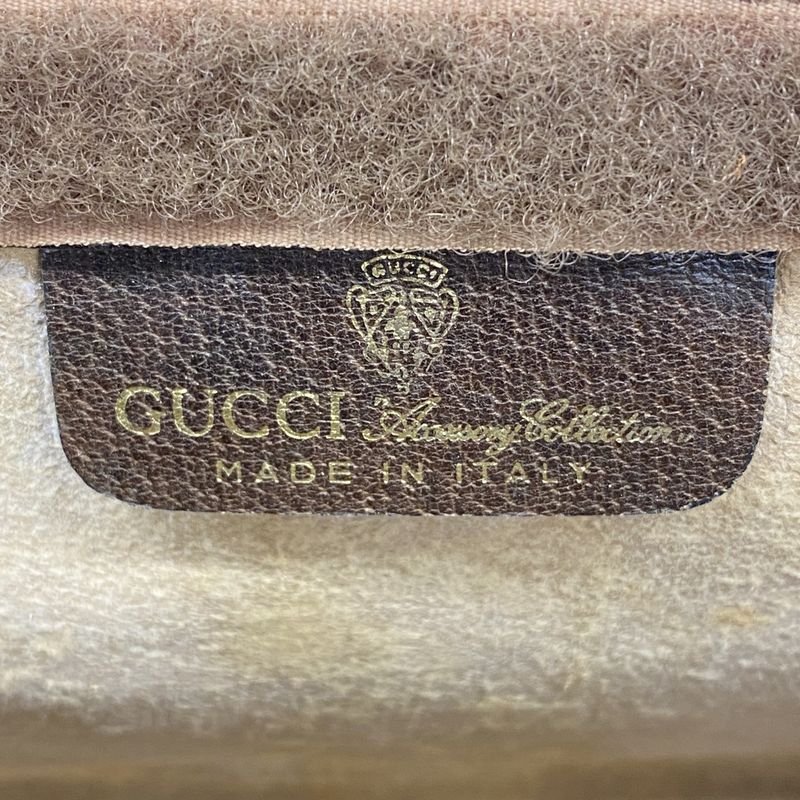 GUCCI
GUCCI "Accessory Collection"
MADE IN ITALY